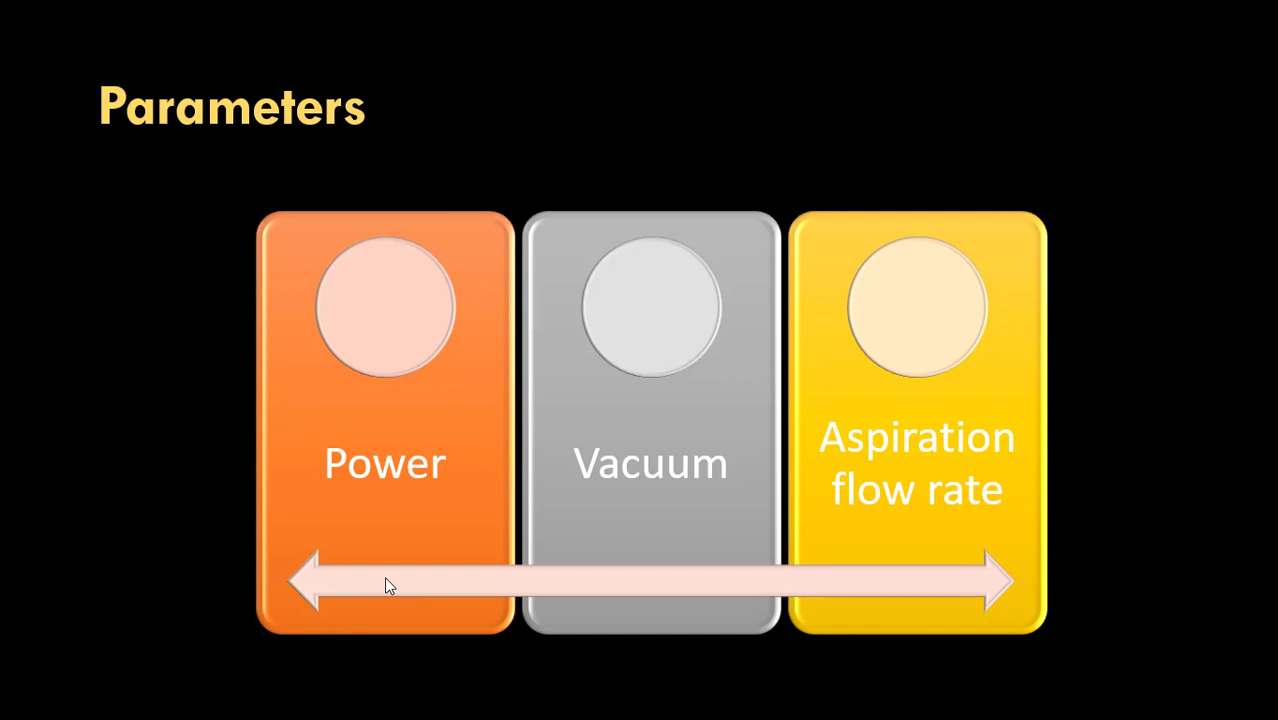 Parameters
Power
Vacuum
Aspiration
flow rate